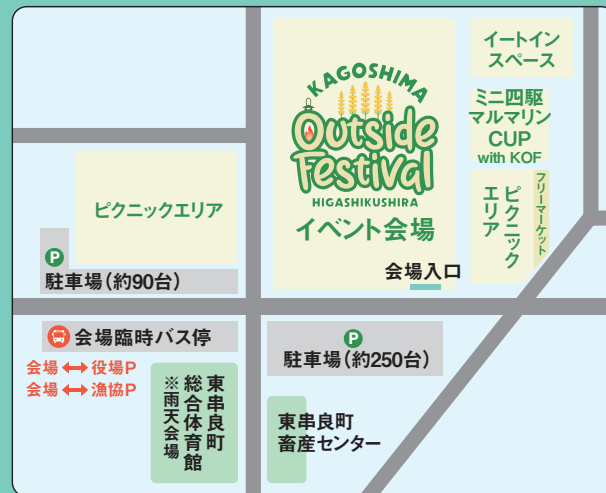 KAGOSHIMA
Outside
Festival
HIGASHIKUSHIRA
イベント会場
会場入口
イートイン
スペース
ミニ四駆
マルマリン
CUP
with KOF
ピクニック
エリア
フリーマーケット
ピクニックエリア
P
駐車場(約90台)
会場臨時バス停
会場⟷役場P
会場⟷漁協P
東串良町
総合体育館
※雨天会場
P
駐車場(約250台)
東串良町
畜産センター